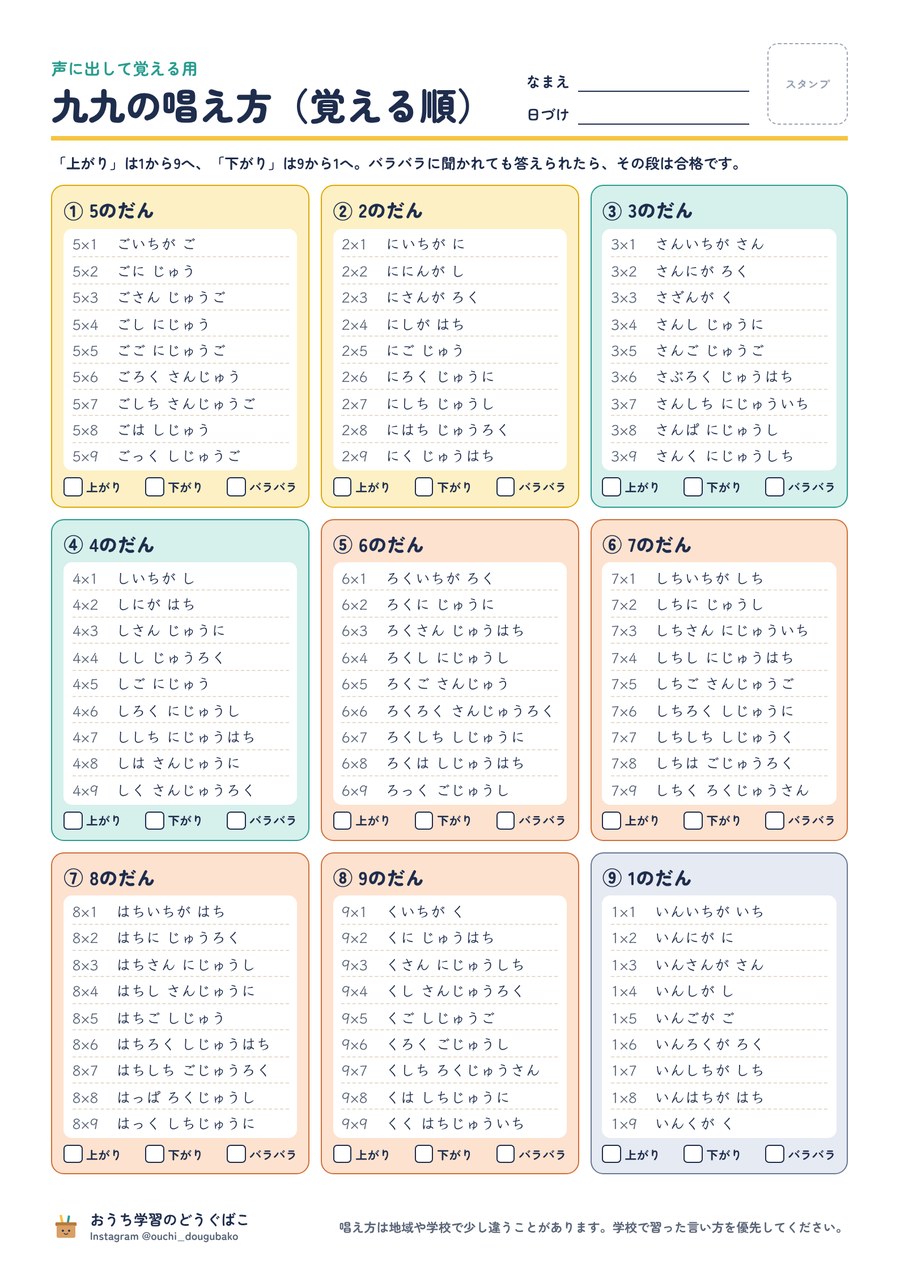 声に出して覚える用
九九の唱え方（覚える順）
なまえ
日づけ
スタンプ
「上がり」は1から9へ、「下がり」は9から1へ。バラバラに聞かれても答えられたら、その段は合格です。
① 5のだん
5×1 ごいちが ご
5×2 ごに じゅう
5×3 ごさん じゅうご
5×4 ごし にじゅう
5×5 ごご にじゅうご
5×6 ごろく さんじゅう
5×7 ごしち さんじゅうご
5×8 ごは しじゅう
5×9 ごっく しじゅうご
上がり 下がり バラバラ
② 2のだん
2×1 にいちが に
2×2 ににんが し
2×3 にさんが ろく
2×4 にしが はち
2×5 にご じゅう
2×6 にろく じゅうに
2×7 にしち じゅうし
2×8 にはち じゅうろく
2×9 にく じゅうはち
上がり 下がり バラバラ
③ 3のだん
3×1 さんいちが さん
3×2 さんにが ろく
3×3 さざんが く
3×4 さんし じゅうに
3×5 さんご じゅうご
3×6 さぶろく じゅうはち
3×7 さんしち にじゅういち
3×8 さんぱ にじゅうし
3×9 さんく にじゅうしち
上がり 下がり バラバラ
④ 4のだん
4×1 しいちが し
4×2 しにが はち
4×3 しさん じゅうに
4×4 しし じゅうろく
4×5 しご にじゅう
4×6 しろく にじゅうし
4×7 ししち にじゅうはち
4×8 しは さんじゅうに
4×9 しく さんじゅうろく
上がり 下がり バラバラ
⑤ 6のだん
6×1 ろくいちが ろく
6×2 ろくに じゅうに
6×3 ろくさん じゅうはち
6×4 ろくし にじゅうし
6×5 ろくご さんじゅう
6×6 ろくろく さんじゅうろく
6×7 ろくしち しじゅうに
6×8 ろくは しじゅうはち
6×9 ろっく ごじゅうし
上がり 下がり バラバラ
⑥ 7のだん
7×1 しちいちが しち
7×2 しちに じゅうし
7×3 しちさん にじゅういち
7×4 しちし にじゅうはち
7×5 しちご さんじゅうご
7×6 しちろく しじゅうに
7×7 しちしち しじゅうく
7×8 しちは ごじゅうろく
7×9 しちく ろくじゅうさん
上がり 下がり バラバラ
⑦ 8のだん
8×1 はちいちが はち
8×2 はちに じゅうろく
8×3 はちさん にじゅうし
8×4 はちし さんじゅうに
8×5 はちご しじゅう
8×6 はちろく しじゅうはち
8×7 はちしち ごじゅうろく
8×8 はっぱ ろくじゅうし
8×9 はっく しちじゅうに
上がり 下がり バラバラ
⑧ 9のだん
9×1 くいちが く
9×2 くに じゅうはち
9×3 くさん にじゅうしち
9×4 くし さんじゅうろく
9×5 くご しじゅうご
9×6 くろく ごじゅうし
9×7 くしち ろくじゅうさん
9×8 くは しちじゅうに
9×9 くく はちじゅういち
上がり 下がり バラバラ
⑨ 1のだん
1×1 いんいちが いち
1×2 いんにが に
1×3 いんさんが さん
1×4 いんしが し
1×5 いんごが ご
1×6 いんろくが ろく
1×7 いんしちが しち
1×8 いんはちが はち
1×9 いんくが く
上がり 下がり バラバラ
おうち学習のどうぐばこ
Instagram @ouchi_dougubako
唱え方は地域や学校で少し違うことがあります。学校で習った言い方を優先してください。